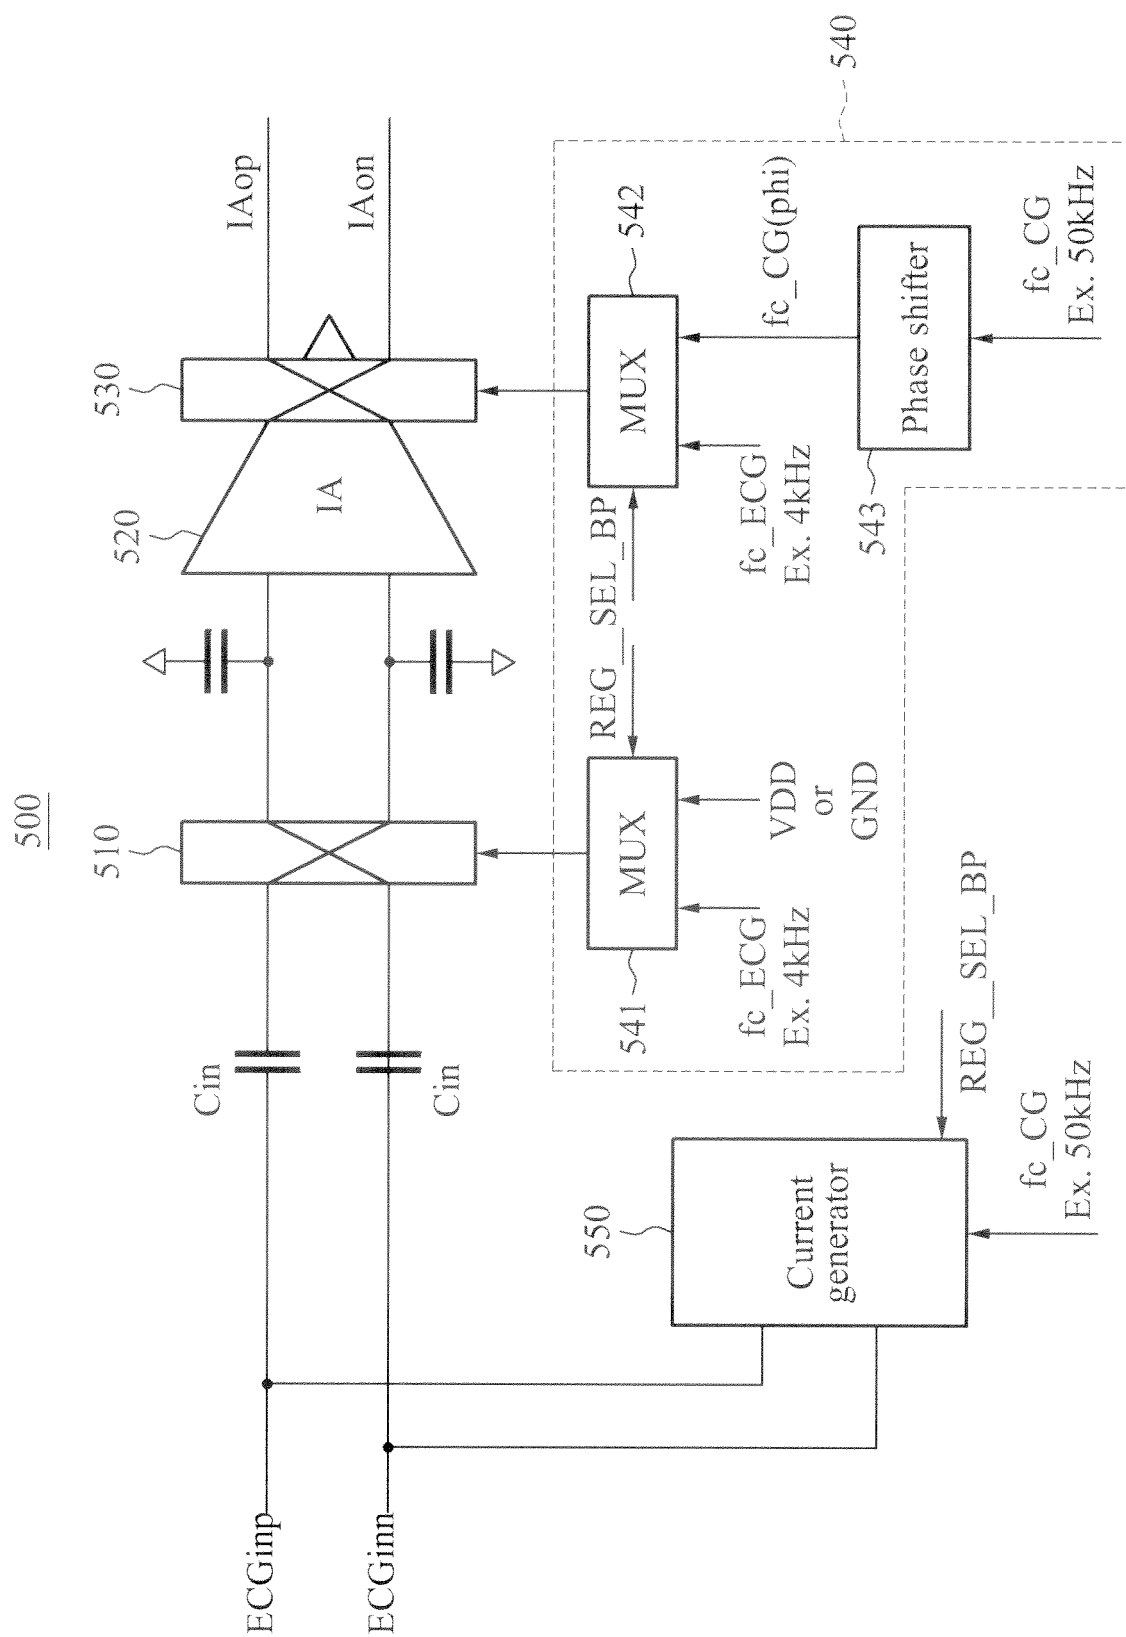 500
510
520
530
IAop
IAon
IA
Cin
Cin
ECGinp
ECGinn
540
541
MUX
fc_ECG
Ex. 4kHz
VDD
or
GND
REG_SEL_BP
542
MUX
fc_ECG
Ex. 4kHz
fc_CG(phi)
543
Phase shifter
fc_CG
Ex. 50kHz
550
Current
generator
REG_SEL_BP
fc_CG
Ex. 50kHz